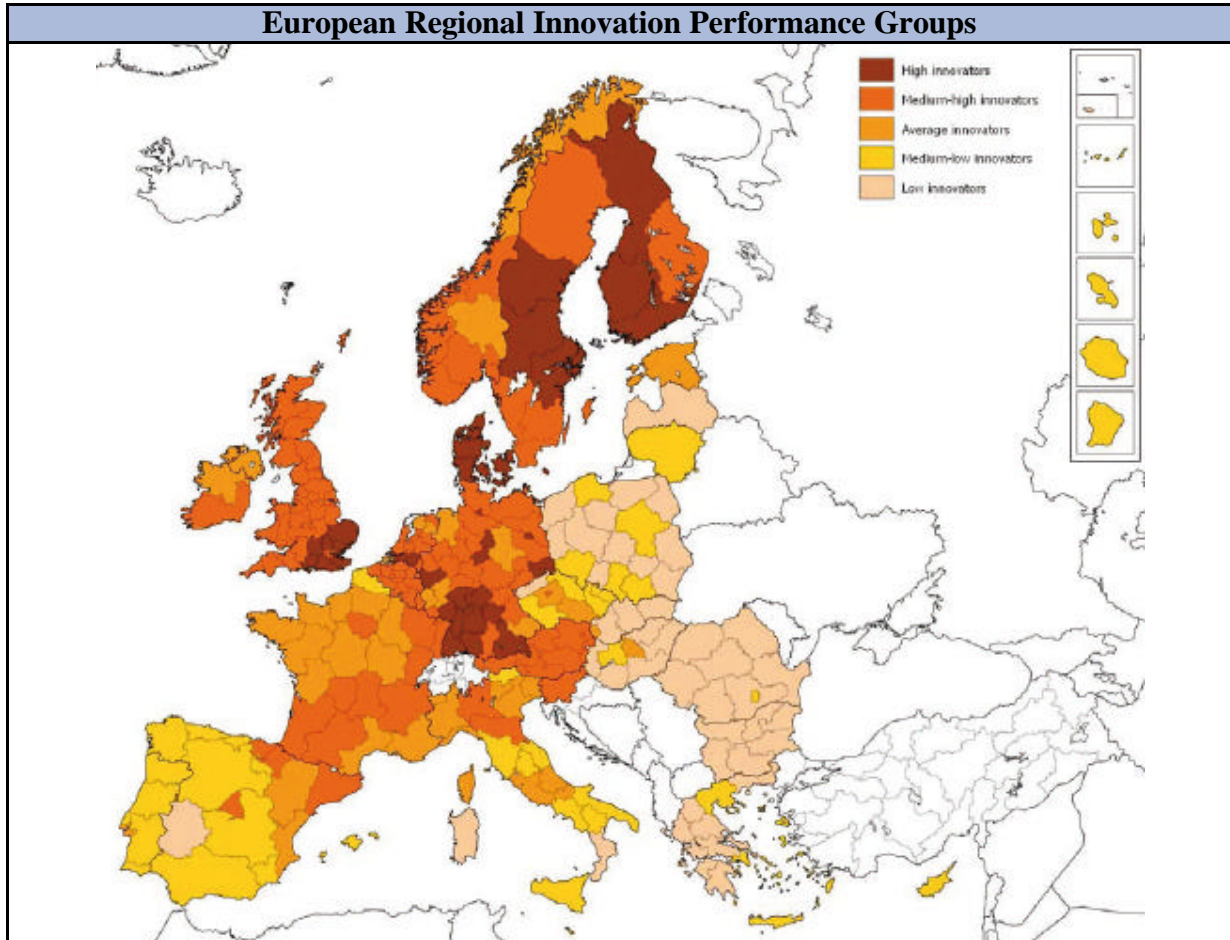 European Regional Innovation Performance Groups
High innovators
Medium-high innovators
Average innovators
Medium-low innovators
Low innovators